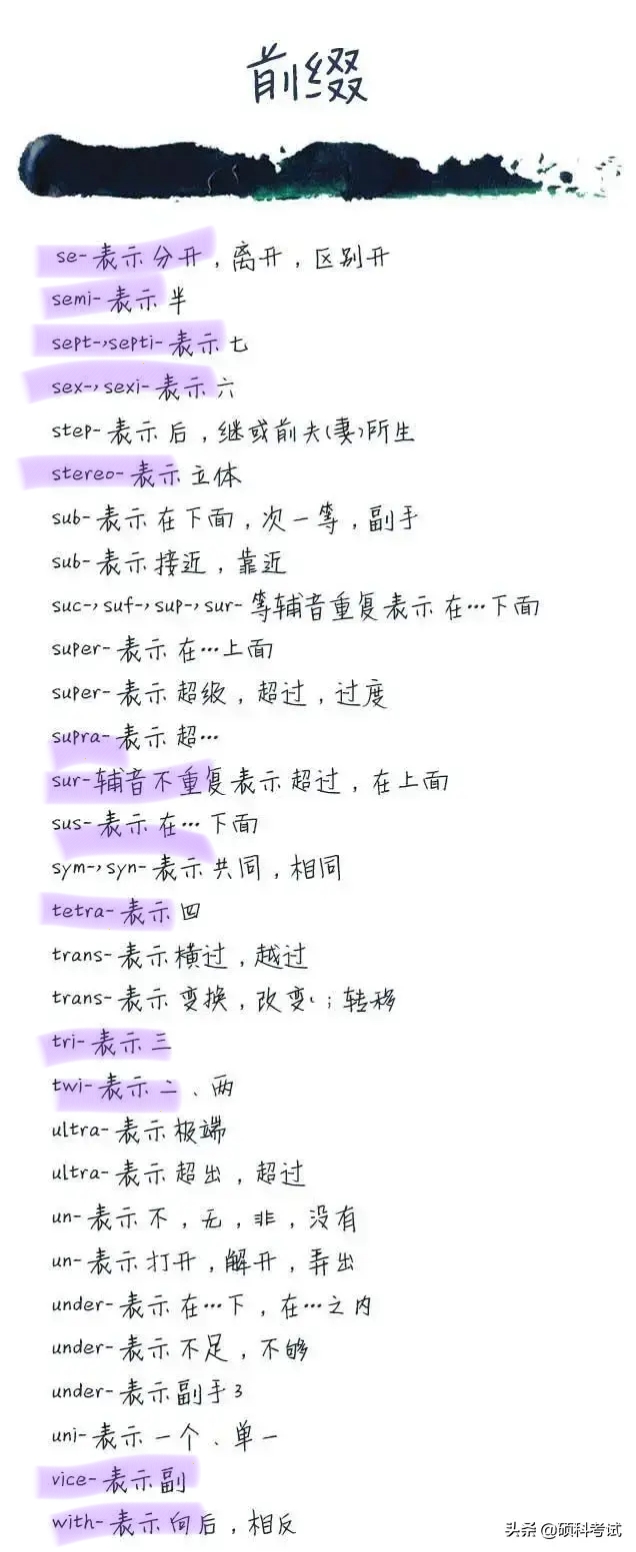 前缀
se-表示分开，离开，区别开
semi-表示半
sept-,septi-表示七
sex-,sexi-表示六
step-表示后，继或前夫(妻)所生
stereo-表示立体
sub-表示在下面，次一等，副手
sub-表示接近，靠近
suc-,suf-,sup-,sur-等辅音重复表示在…下面
super-表示在…上面
super-表示超级，超过，过度
supra-表示超…
sur-辅音不重复表示超过，在上面
sus-表示在…下面
sym-,syn-表示共同，相同
tetra-表示四
trans-表示横过，越过
trans-表示变换，改变；转移
tri-表示三
twi-表示二、两
ultra-表示极端
ultra-表示超出，超过
un-表示不，无，非，没有
un-表示打开，解开，弄出
under-表示在…下，在…之内
under-表示不足，不够
under-表示副手3
uni-表示一个、单一
vice-表示副
with-表示向后，相反
头条 @硕科考试